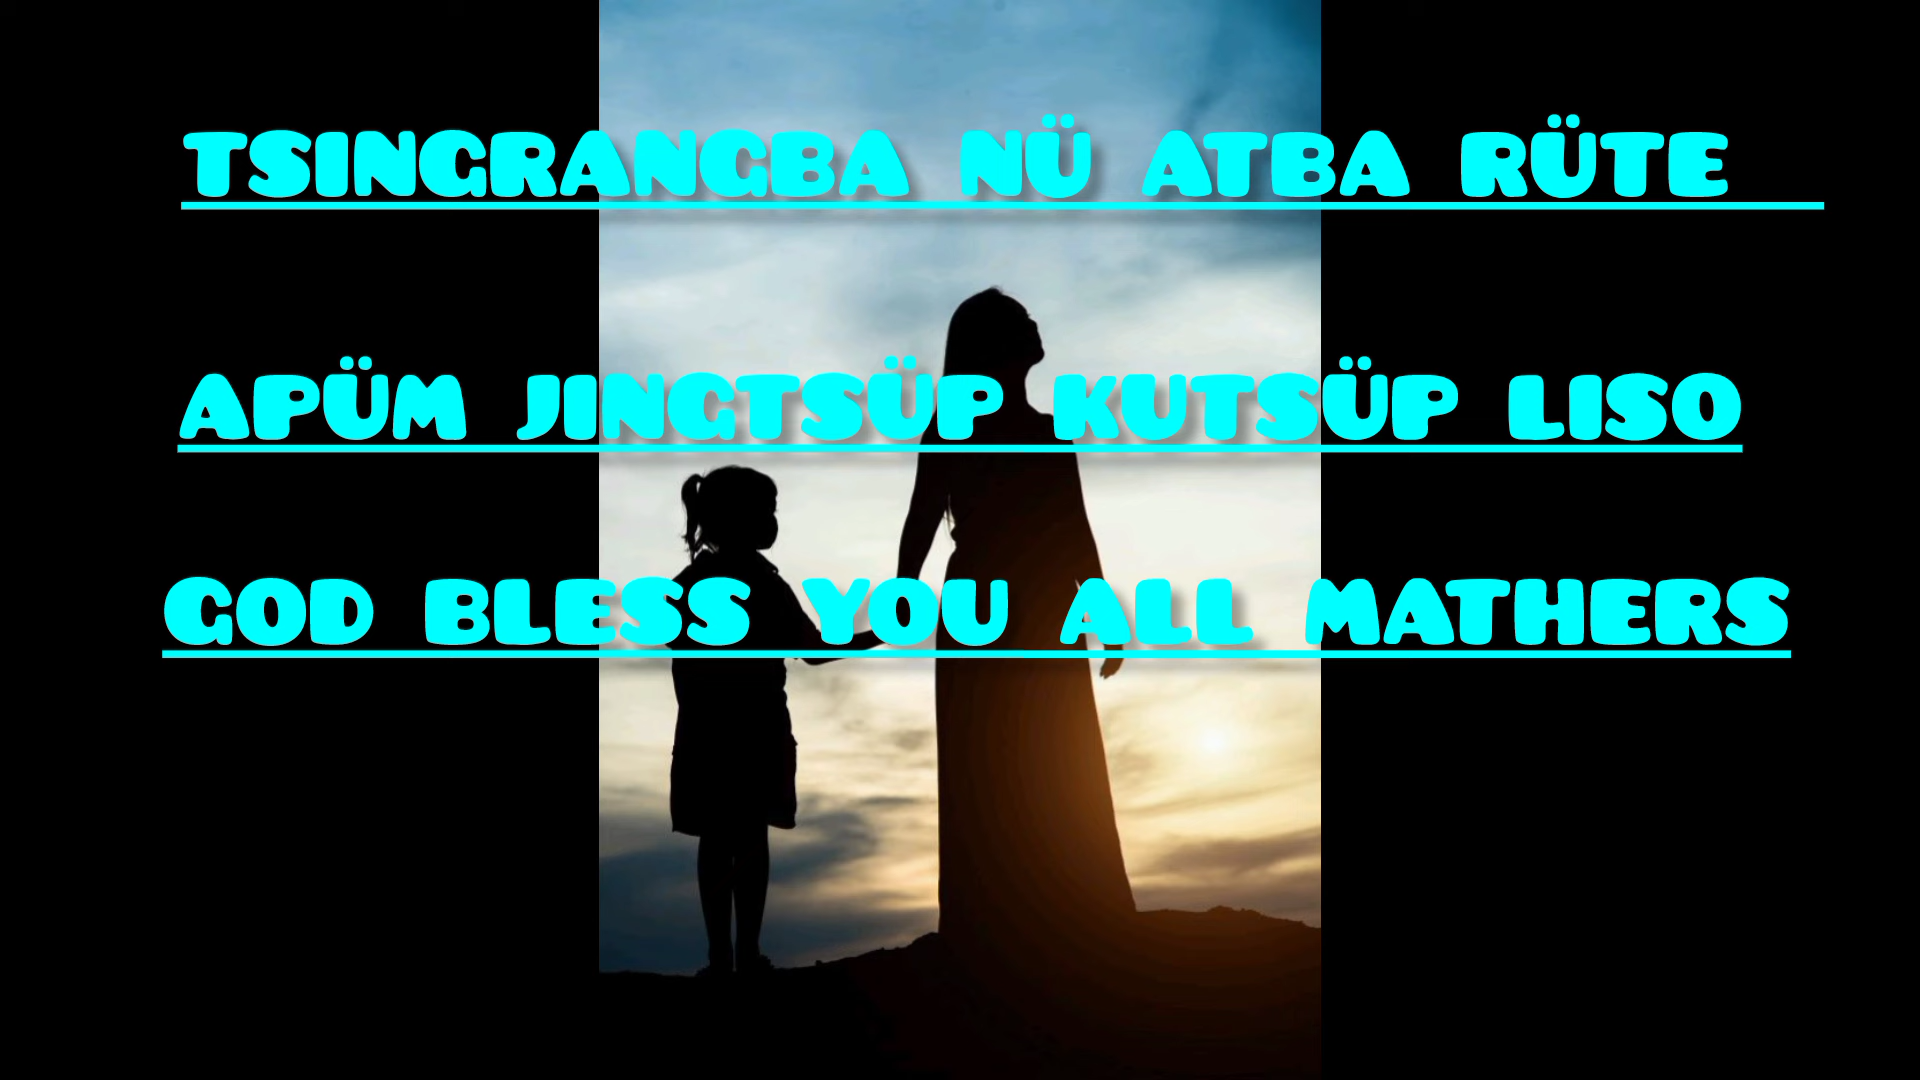 TSINGRANGBA NÜ ATBA RÜTE
APÜM JINGTSÜP KUTSÜP LISO
GOD BLESS YOU ALL MATHERS